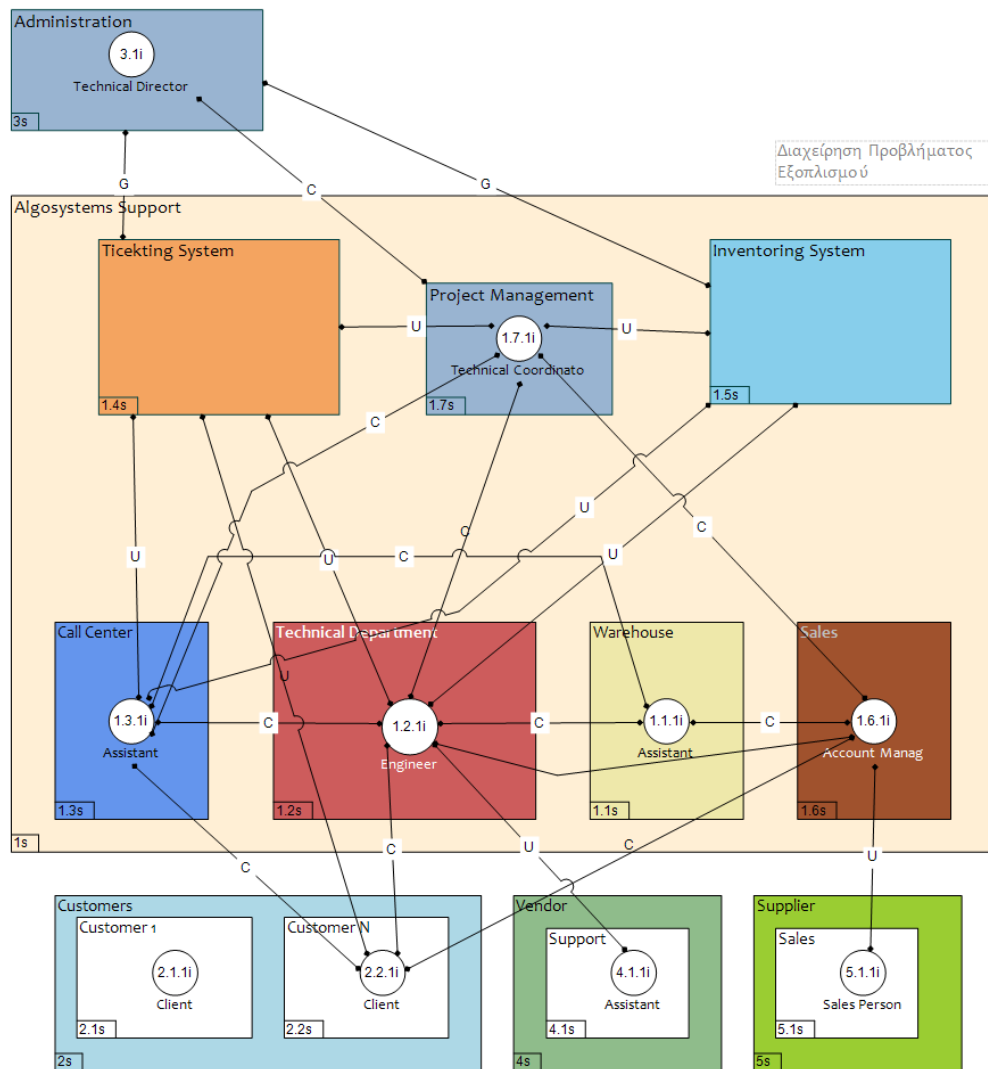 Administration
3.1i
Technical Director
3s
G
C
G
Διαχείρηση Προβλήματος
Εξοπλισμού
Algosystems Support
Ticekting System
1.4s
Project Management
1.7.1i
Technical Coordinato
1.7s
Inventoring System
1.5s
U
U
C
U
C
U
U
C
C
U
Call Center
1.3.1i
Assistant
1.3s
Technical Department
1.2.1i
Engineer
1.2s
Warehouse
1.1.1i
Assistant
1.1s
Sales
1.6.1i
Account Manag
1.6s
U
C
C
C
1s
C
C
U
C
U
Customers
Customer 1
2.1.1i
Client
2.1s
Customer N
2.2.1i
Client
2.2s
2s
Vendor
Support
4.1.1i
Assistant
4.1s
4s
Supplier
Sales
5.1.1i
Sales Person
5.1s
5s